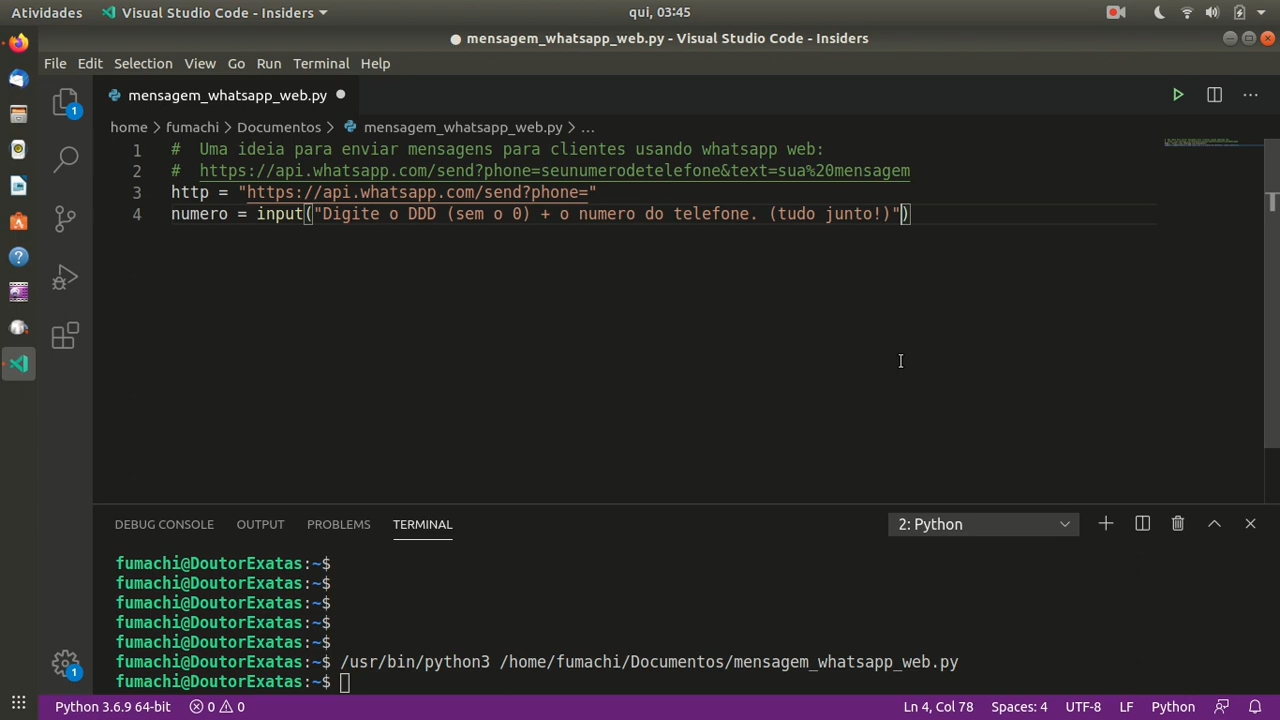 Atividades Visual Studio Code - Insiders qui, 03:45
mensagem_whatsapp_web.py - Visual Studio Code - Insiders
File Edit Selection View Go Run Terminal Help
mensagem_whatsapp_web.py
home > fumachi > Documentos > mensagem_whatsapp_web.py > ...
1 # Uma ideia para enviar mensagens para clientes usando whatsapp web:
2 # https://api.whatsapp.com/send?phone=seunumerodetelefone&text=sua%20mensagem
3 http = "https://api.whatsapp.com/send?phone="
4 numero = input("Digite o DDD (sem o 0) + o numero do telefone. (tudo junto!)")
DEBUG CONSOLE OUTPUT PROBLEMS TERMINAL 2: Python
fumachi@DoutorExatas:~$
fumachi@DoutorExatas:~$
fumachi@DoutorExatas:~$
fumachi@DoutorExatas:~$
fumachi@DoutorExatas:~$
fumachi@DoutorExatas:~$ /usr/bin/python3 /home/fumachi/Documentos/mensagem_whatsapp_web.py
fumachi@DoutorExatas:~$
Python 3.6.9 64-bit 0 0 Ln 4, Col 78 Spaces: 4 UTF-8 LF Python
1
1